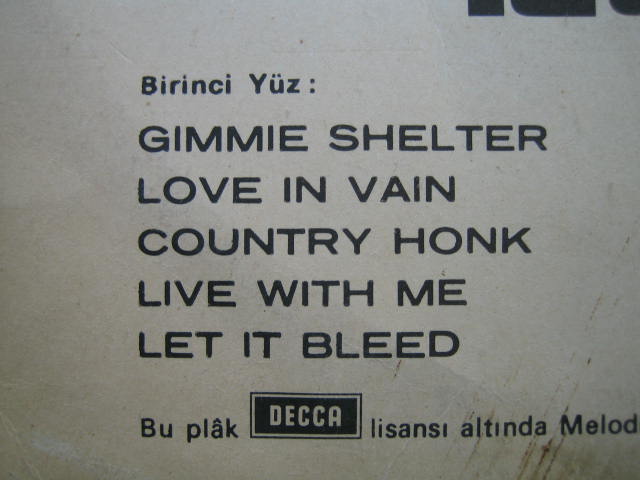 Birinci Yüz :
GIMMIE SHELTER
LOVE IN VAIN
COUNTRY HONK
LIVE WITH ME
LET IT BLEED
Bu plâk DECCA lisansı altında Melod